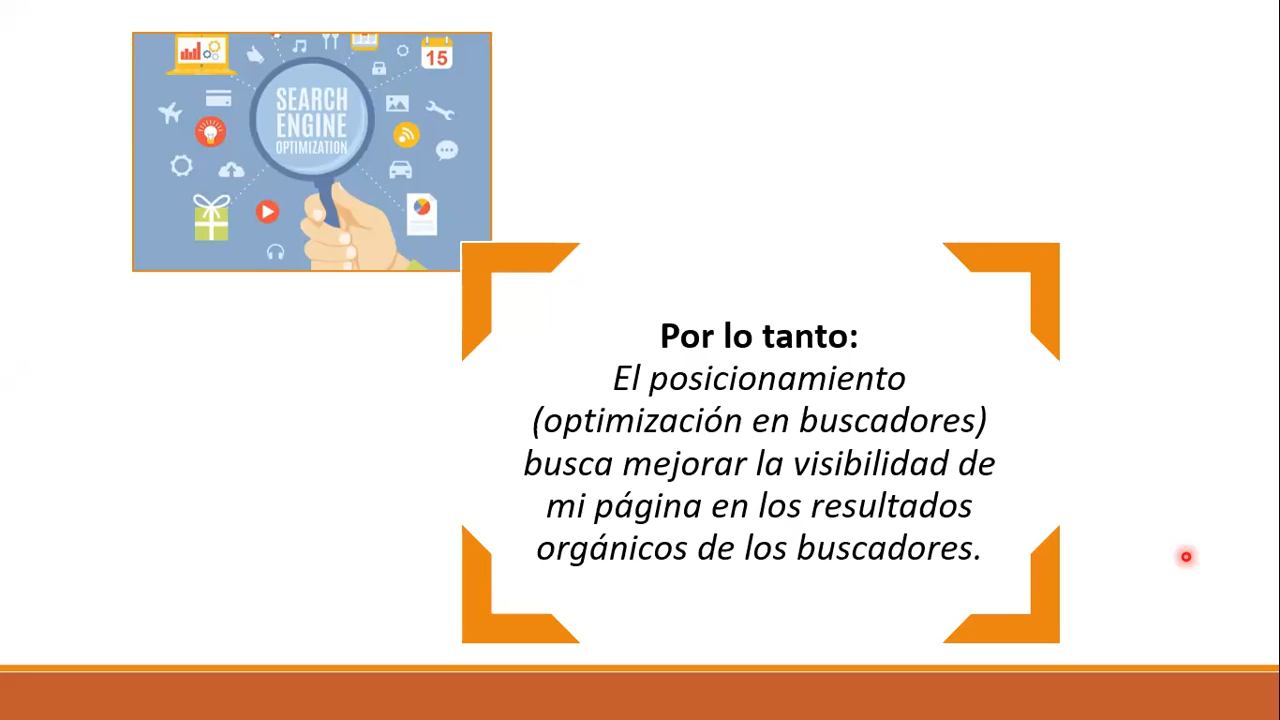 15
SEARCH
ENGINE
OPTIMIZATION
Por lo tanto:
El posicionamiento
(optimización en buscadores)
busca mejorar la visibilidad de
mi página en los resultados
orgánicos de los buscadores.